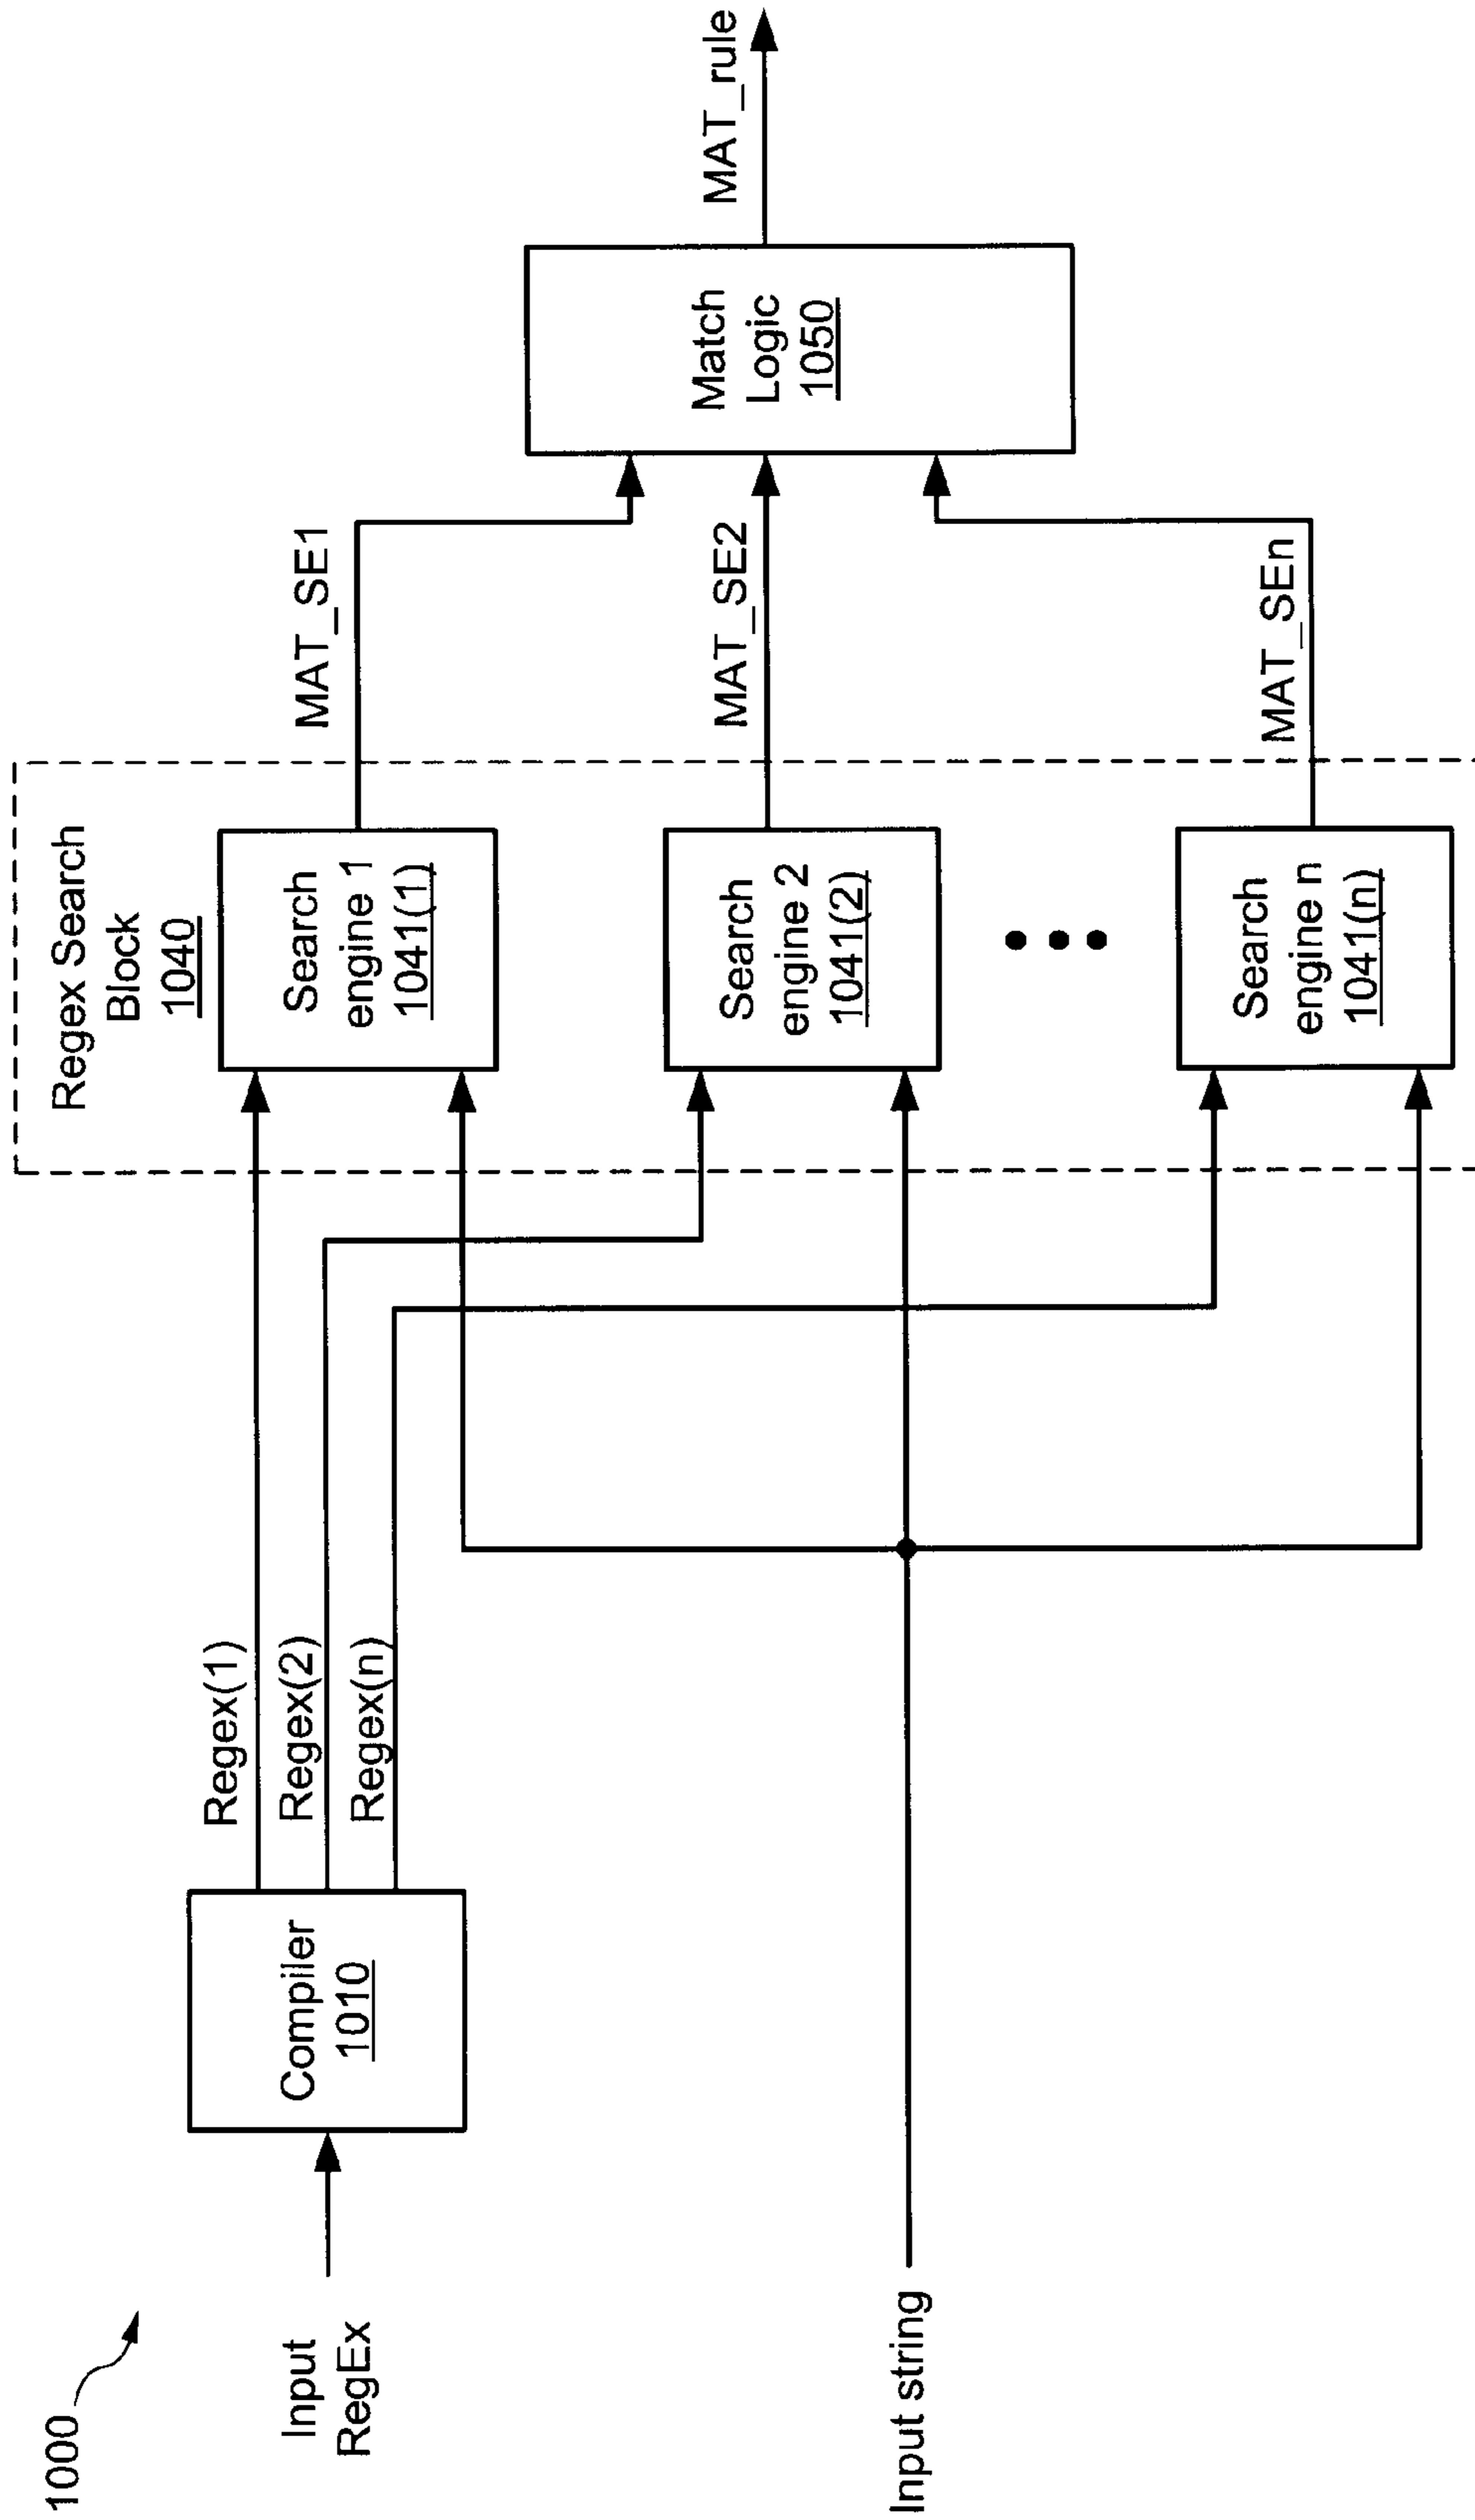 1000
Input
RegEx
Input string
Compiler
1010
Regex(1)
Regex(2)
Regex(n)
Regex Search
Block
1040
Search
engine 1
1041(1)
Search
engine 2
1041(2)
Search
engine n
1041(n)
MAT_SE1
MAT_SE2
MAT_SEn
Match
Logic
1050
MAT_rule